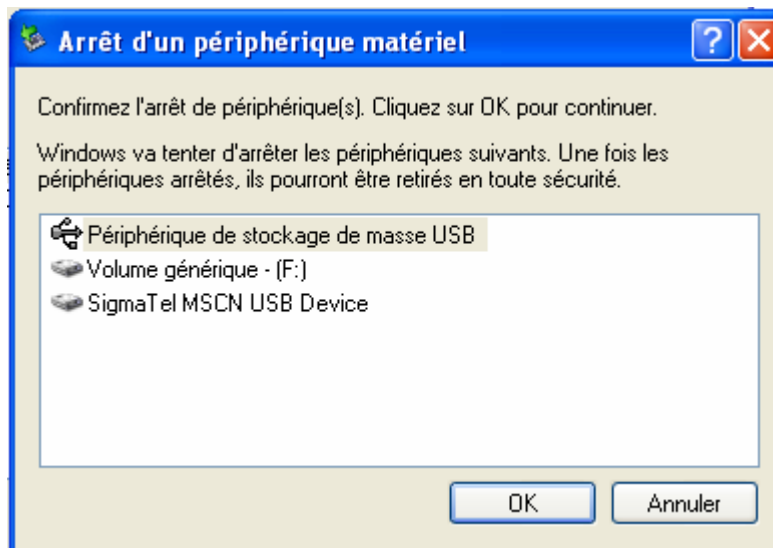 Arrêt d'un périphérique matériel
Confirmez l'arrêt de périphérique(s). Cliquez sur OK pour continuer.
Windows va tenter d'arrêter les périphériques suivants. Une fois les
périphériques arrêtés, ils pourront être retirés en toute sécurité.
Périphérique de stockage de masse USB
Volume générique - (F:)
SigmaTel MSCN USB Device
OK
Annuler